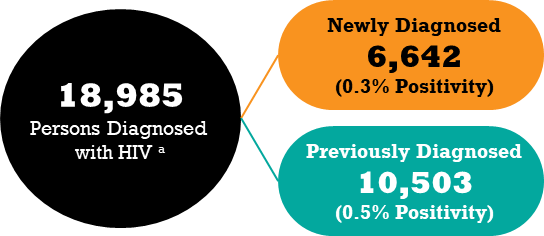 18,985
Persons Diagnosed
with HIV a
Newly Diagnosed
6,642
(0.3% Positivity)
Previously Diagnosed
10,503
(0.5% Positivity)